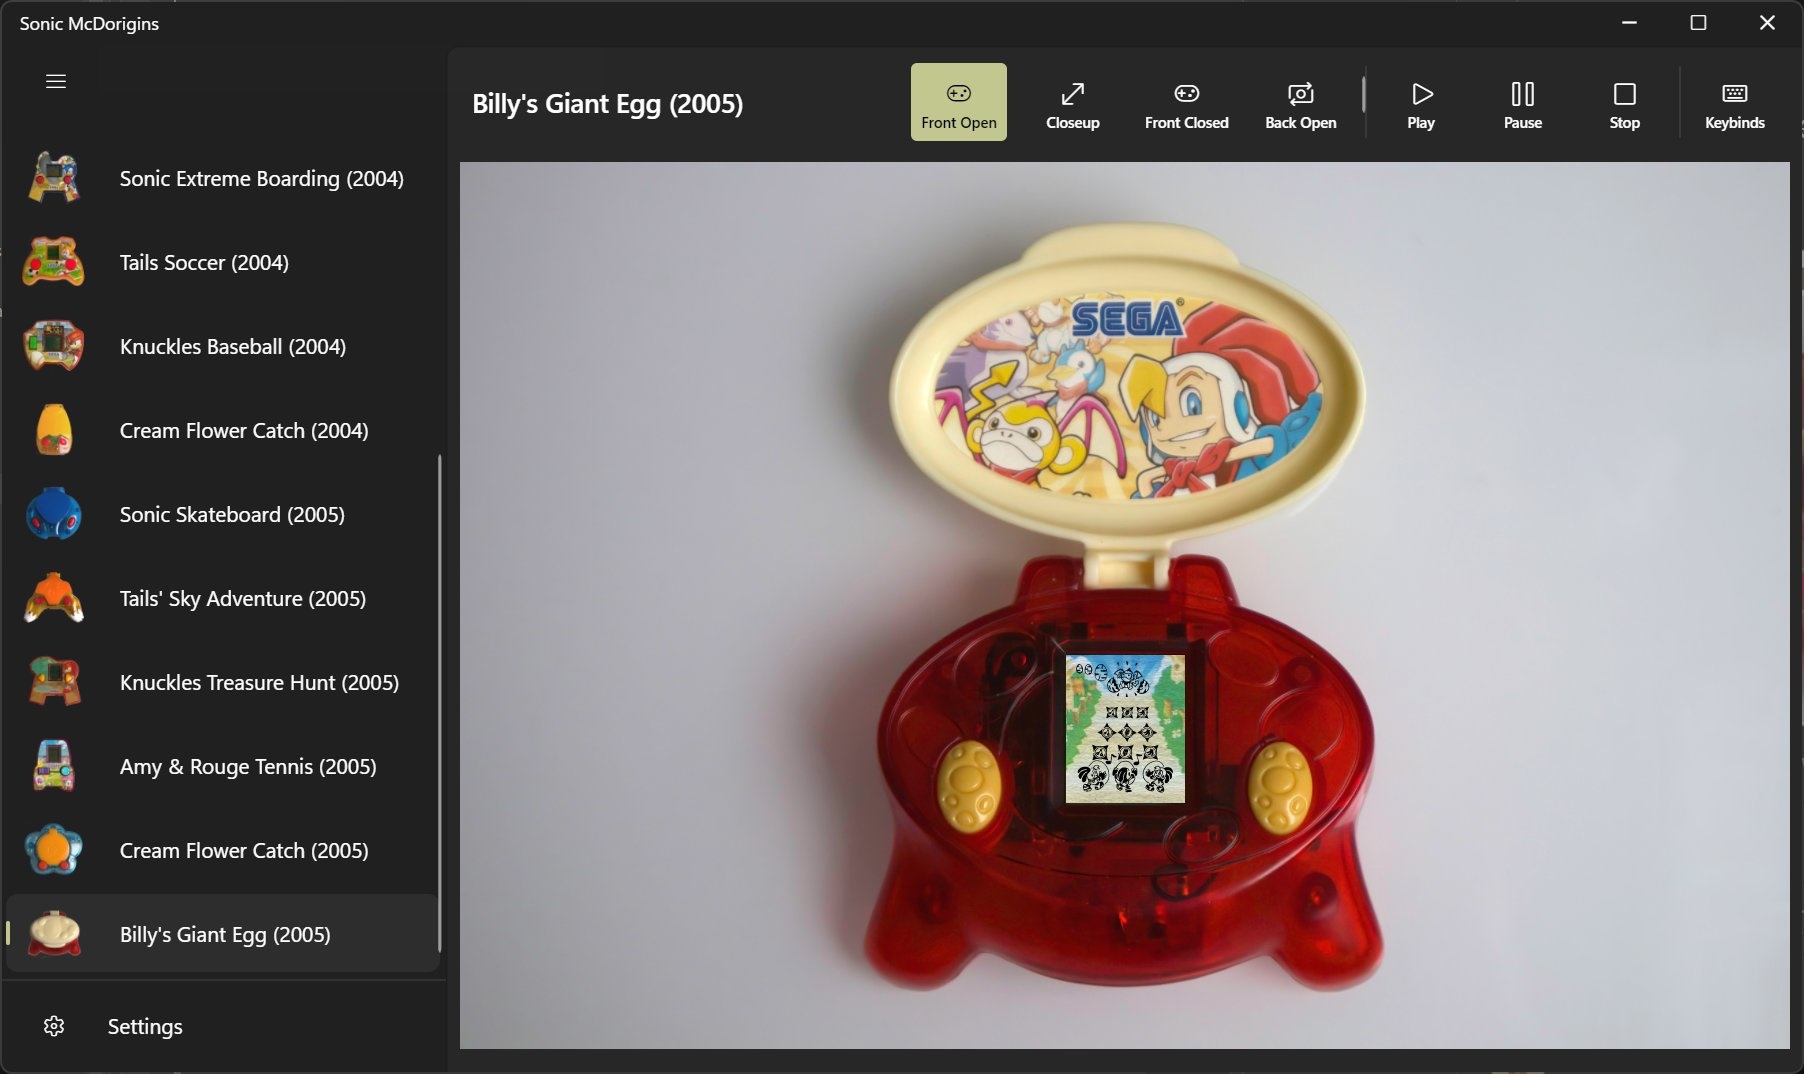 Sonic McDorigins
Billy's Giant Egg (2005)
Front Open
Closeup
Front Closed
Back Open
Play
Pause
Stop
Keybinds
Sonic Extreme Boarding (2004)
Tails Soccer (2004)
Knuckles Baseball (2004)
Cream Flower Catch (2004)
Sonic Skateboard (2005)
Tails' Sky Adventure (2005)
Knuckles Treasure Hunt (2005)
Amy & Rouge Tennis (2005)
Cream Flower Catch (2005)
Billy's Giant Egg (2005)
Settings
SEGA®